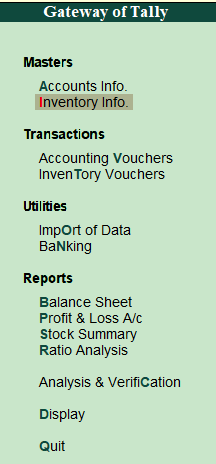 Gateway of Tally
Masters
Accounts Info.
Inventory Info.
Transactions
Accounting Vouchers
InvenTory Vouchers
Utilities
ImpOrt of Data
BaNking
Reports
Balance Sheet
Profit & Loss A/c
Stock Summary
Ratio Analysis
Analysis & VerifiCation
Display
Quit